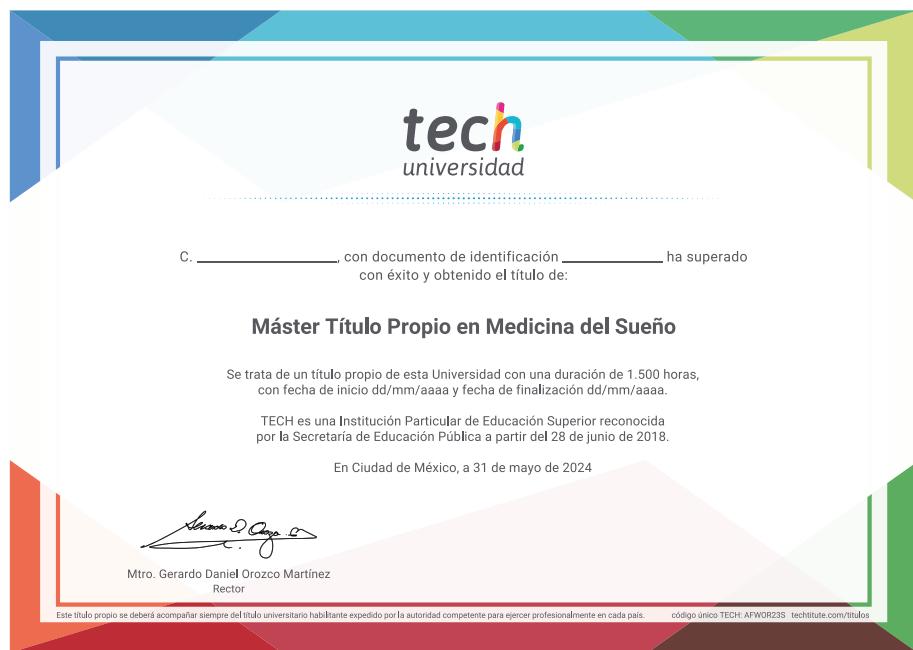 tech
universidad
C. ________________, con documento de identificación ____________ ha superado
con éxito y obtenido el título de:
Máster Título Propio en Medicina del Sueño
Se trata de un título propio de esta Universidad con una duración de 1.500 horas,
con fecha de inicio dd/mm/aaaa y fecha de finalización dd/mm/aaaa.
TECH es una Institución Particular de Educación Superior reconocida
por la Secretaría de Educación Pública a partir del 28 de junio de 2018.
En Ciudad de México, a 31 de mayo de 2024
Mtro. Gerardo Daniel Orozco Martínez
Rector
Este título propio se deberá acompañar siempre del título universitario habilitante expedido por la autoridad competente para ejercer profesionalmente en cada país. código único TECH: AFWOR23S techtitute.com/titulos